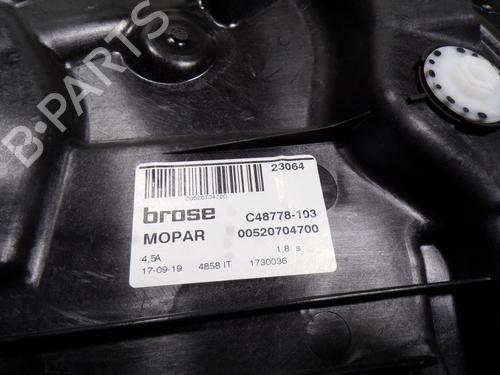 B-PARTS
23064
00520704700
brose C48778-103
MOPAR 00520704700
4,5A 1,8 s
17-09-19 4858 IT 1730036